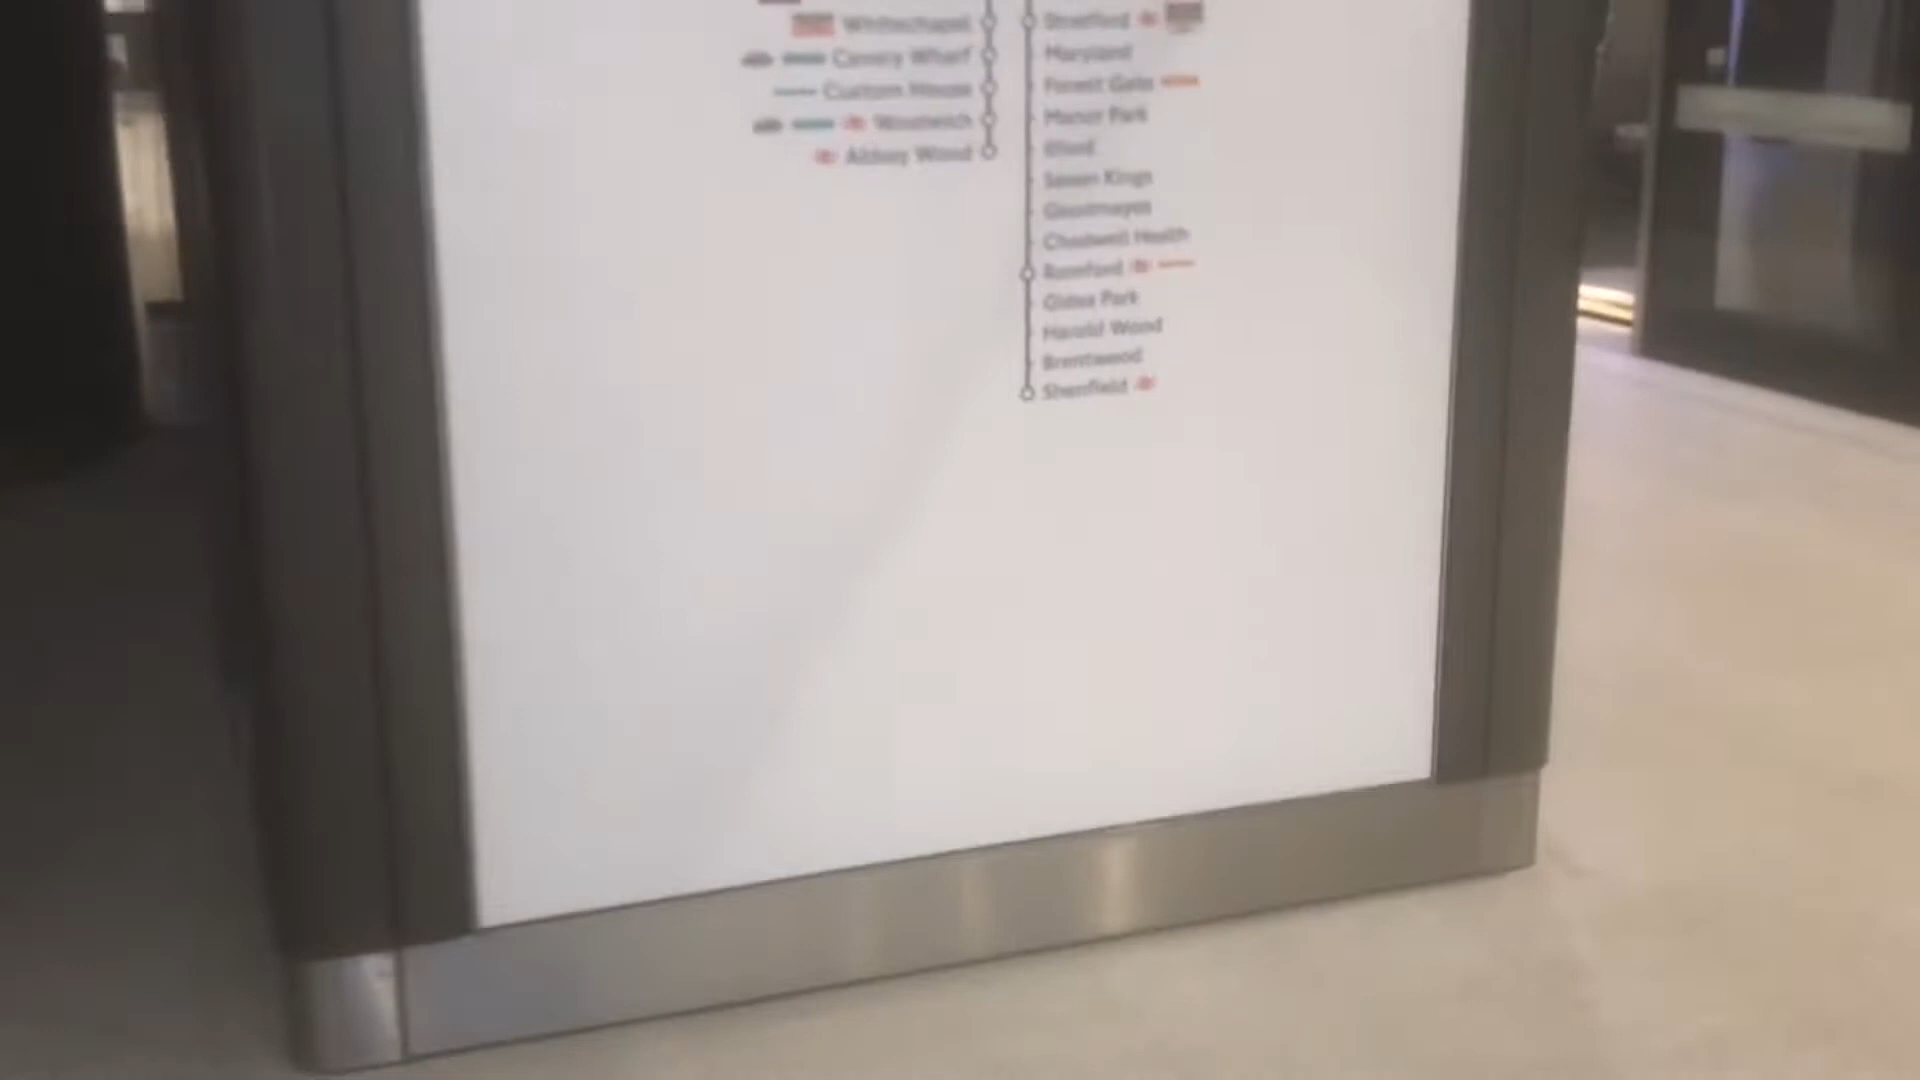 Whitechapel
Canary Wharf
Custom House
Woolwich
Abbey Wood
Stratford
Maryland
Forest Gate
Manor Park
Ilford
Seven Kings
Goodmayes
Chadwell Heath
Romford
Gidea Park
Harold Wood
Brentwood
Shenfield